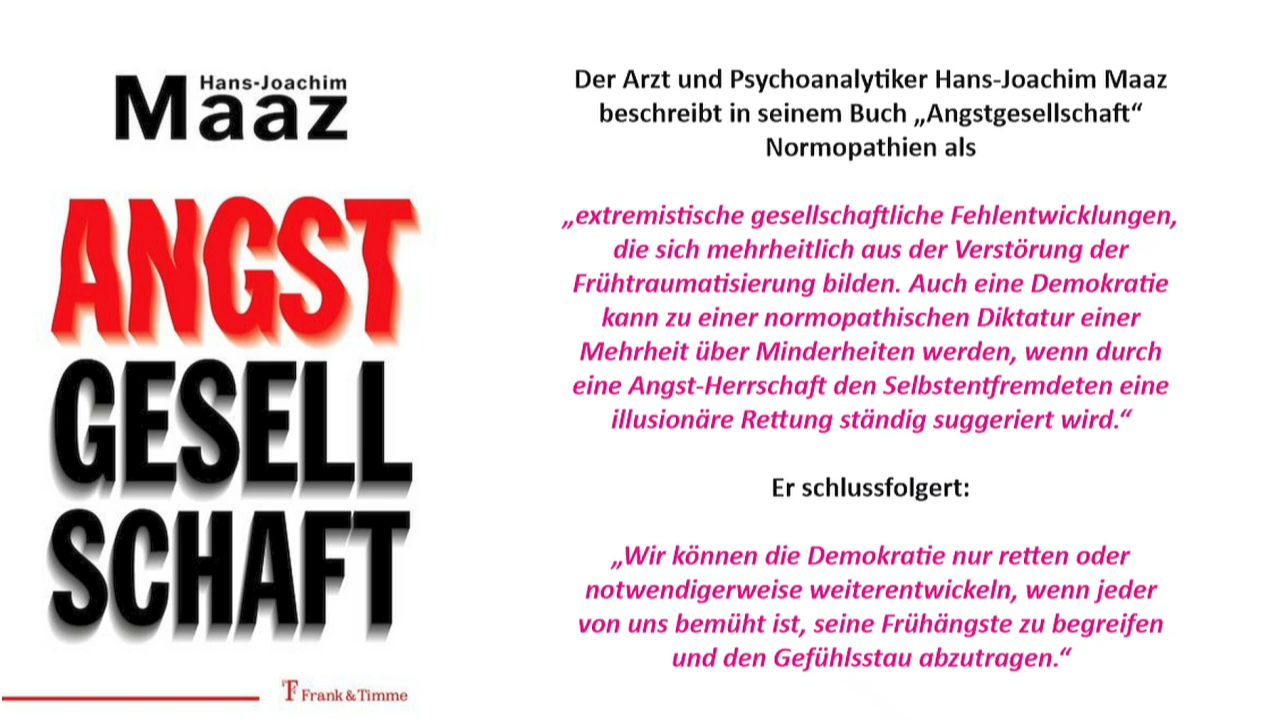 Hans-Joachim
Maaz
ANGST
GESELL
SCHAFT
Frank & Timme
Der Arzt und Psychoanalytiker Hans-Joachim Maaz
beschreibt in seinem Buch „Angstgesellschaft“
Normopathien als
„extremistische gesellschaftliche Fehlentwicklungen,
die sich mehrheitlich aus der Verstörung der
Frühtraumatisierung bilden. Auch eine Demokratie
kann zu einer normopathischen Diktatur einer
Mehrheit über Minderheiten werden, wenn durch
eine Angst-Herrschaft den Selbstentfremdeten eine
illusionäre Rettung ständig suggeriert wird.“
Er schlussfolgert:
„Wir können die Demokratie nur retten oder
notwendigerweise weiterentwickeln, wenn jeder
von uns bemüht ist, seine Frühängste zu begreifen
und den Gefühlsstau abzutragen.“